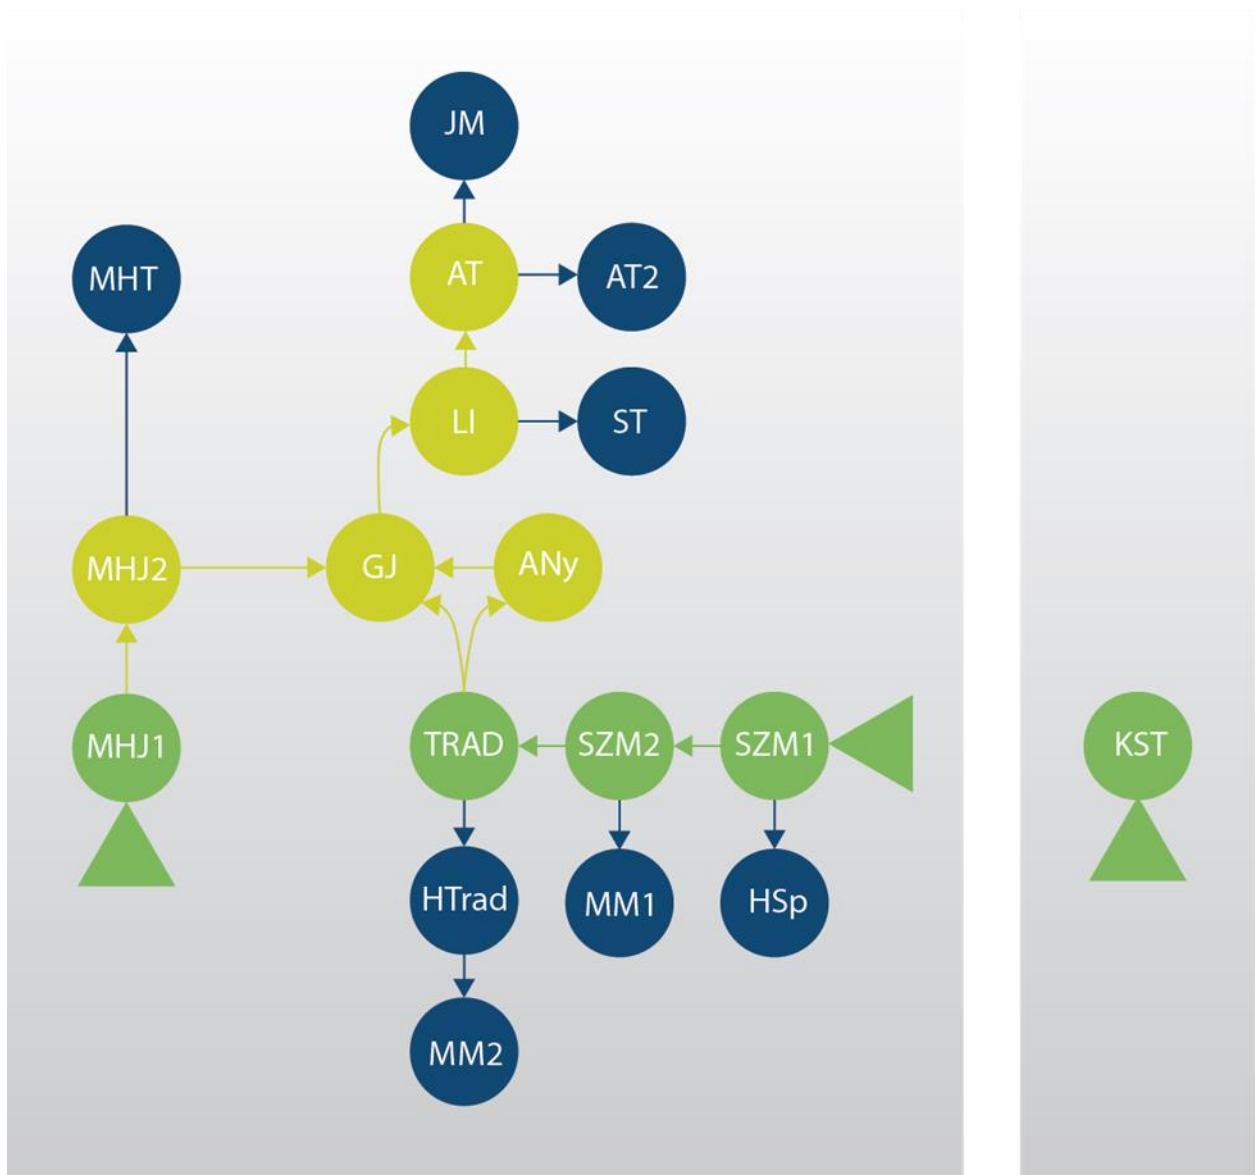 JM
MHT
AT
AT2
LI
ST
MHJ2
GJ
ANy
MHJ1
TRAD
SZM2
SZM1
KST
HTrad
MM1
HSp
MM2